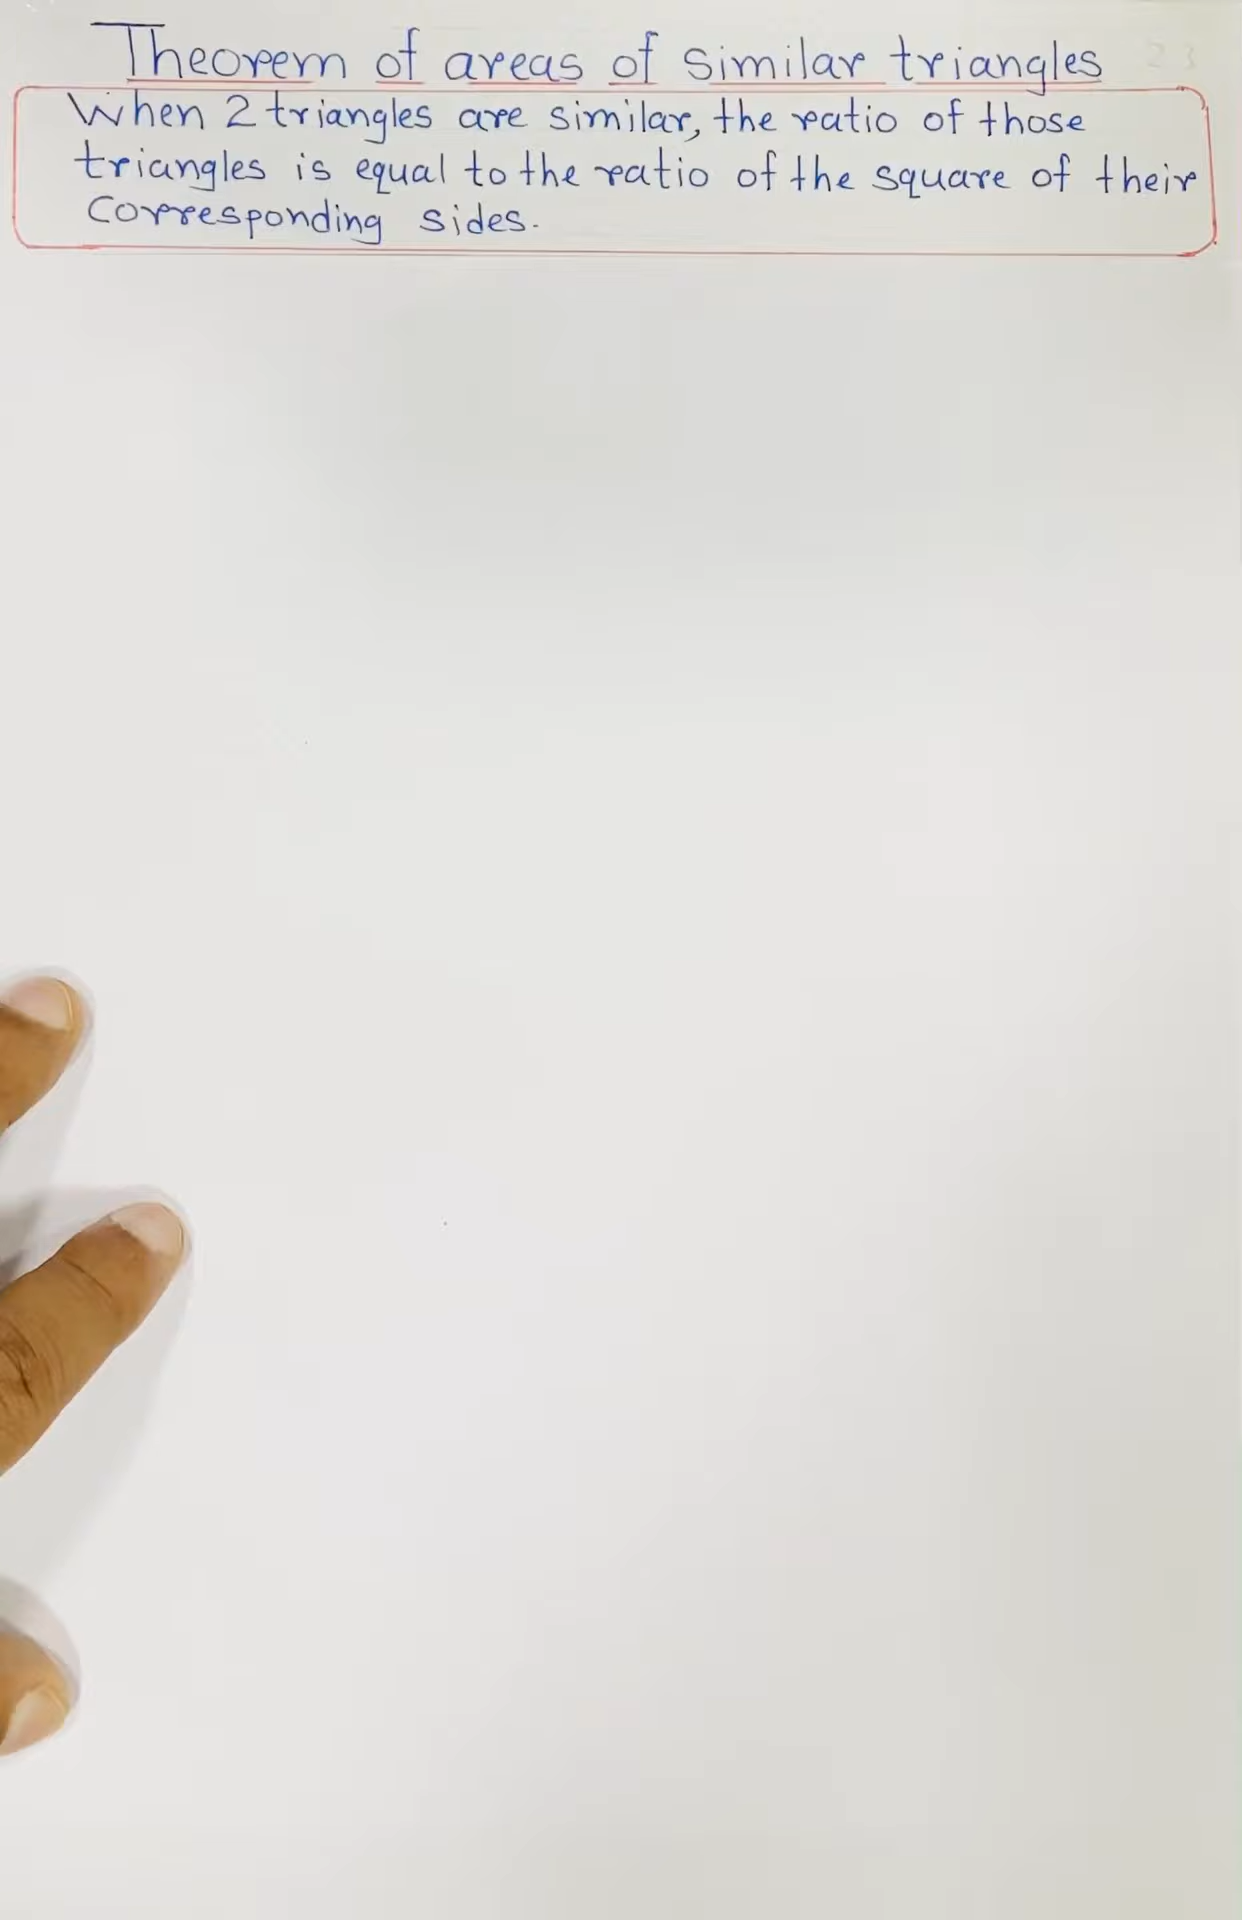 Theorem of areas of similar triangles
When 2 triangles are similar, the ratio of those
triangles is equal to the ratio of the square of their
corresponding sides.